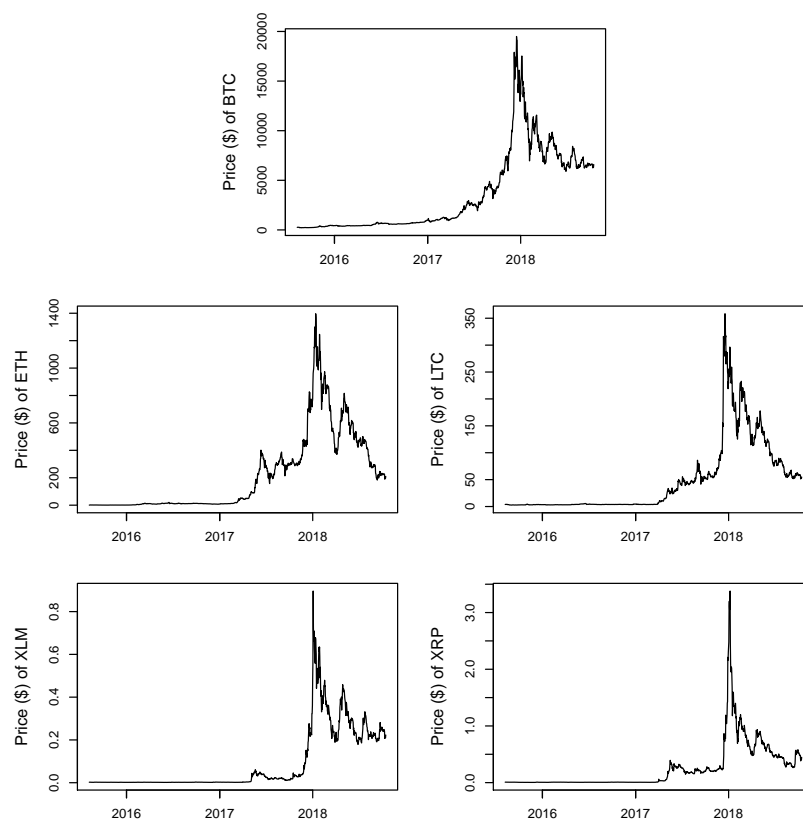 Price ($) of BTC
20000
15000
10000
5000
0
2016 2017 2018
Price ($) of ETH
1400
1000
600
200
0
2016 2017 2018
Price ($) of LTC
350
250
150
50
0
2016 2017 2018
Price ($) of XLM
0.8
0.6
0.4
0.2
0.0
2016 2017 2018
Price ($) of XRP
3.0
2.0
1.0
0.0
2016 2017 2018